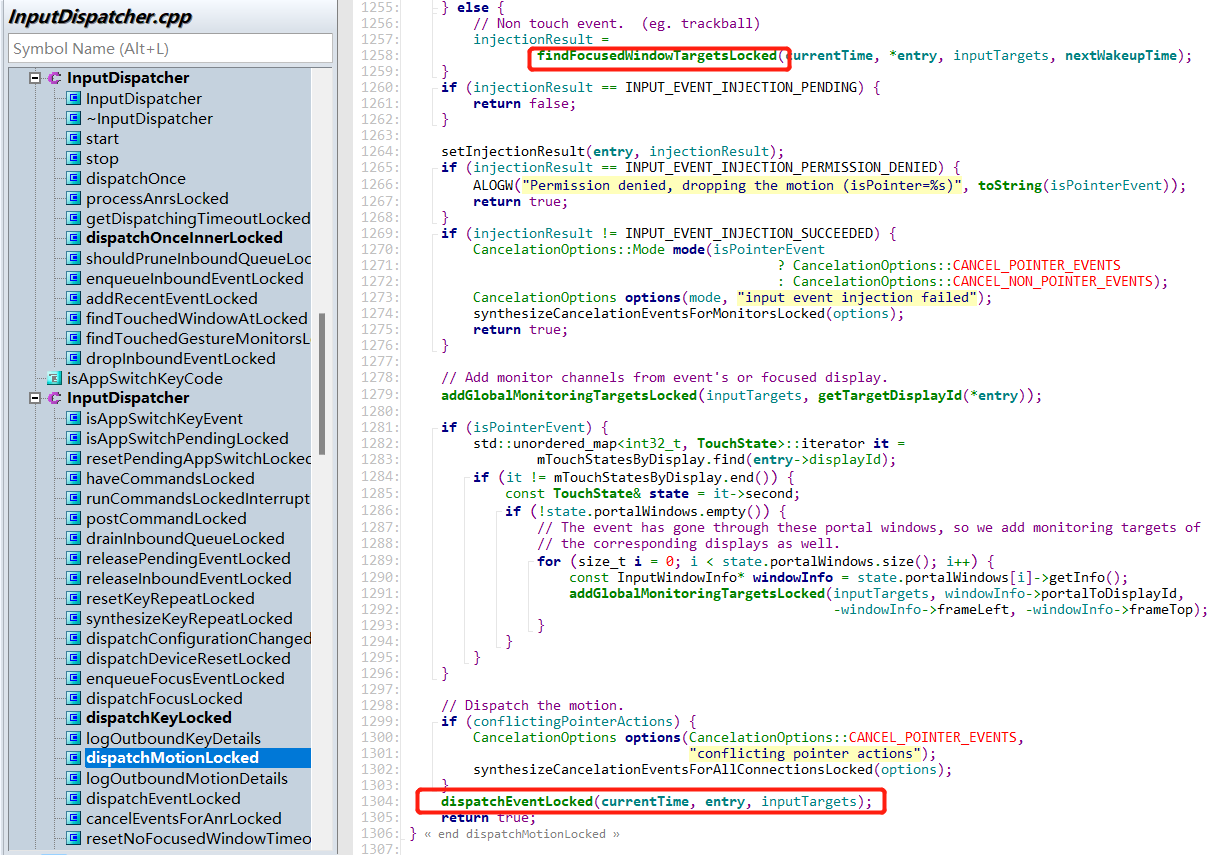 InputDispatcher.cpp
Symbol Name (Alt+L)
InputDispatcher
InputDispatcher
~InputDispatcher
start
stop
dispatchOnce
processAnrsLocked
getDispatchingTimeoutLocked
dispatchOnceInnerLocked
shouldPruneInboundQueueLoc
enqueueInboundEventLocked
addRecentEventLocked
findTouchedWindowAtLocked
findTouchedGestureMonitorsL
dropInboundEventLocked
isAppSwitchKeyCode
InputDispatcher
isAppSwitchKeyEvent
isAppSwitchPendingLocked
resetPendingAppSwitchLocked
haveCommandsLocked
runCommandsLockedInterrupt
postCommandLocked
drainInboundQueueLocked
releasePendingEventLocked
releaseInboundEventLocked
resetKeyRepeatLocked
synthesizeKeyRepeatLocked
dispatchConfigurationChanged
dispatchDeviceResetLocked
enqueueFocusEventLocked
dispatchFocusLocked
dispatchKeyLocked
logOutboundKeyDetails
dispatchMotionLocked
logOutboundMotionDetails
dispatchEventLocked
cancelEventsForAnrLocked
resetNoFocusedWindowTimeo
1255: } else {
1256: // Non touch event. (eg. trackball)
1257: injectionResult =
1258: findFocusedWindowTargetsLocked(currentTime, *entry, inputTargets, nextWakeupTime);
1259: }
1260: if (injectionResult == INPUT_EVENT_INJECTION_PENDING) {
1261: return false;
1262: }
1263:
1264: setInjectionResult(entry, injectionResult);
1265: if (injectionResult == INPUT_EVENT_INJECTION_PERMISSION_DENIED) {
1266: ALOGW("Permission denied, dropping the motion (isPointer=%s)", toString(isPointerEvent));
1267: return true;
1268: }
1269: if (injectionResult != INPUT_EVENT_INJECTION_SUCCEEDED) {
1270: CancelationOptions::Mode mode(isPointerEvent
1271: ? CancelationOptions::CANCEL_POINTER_EVENTS
1272: : CancelationOptions::CANCEL_NON_POINTER_EVENTS);
1273: CancelationOptions options(mode, "input event injection failed");
1274: synthesizeCancelationEventsForMonitorsLocked(options);
1275: return true;
1276: }
1277:
1278: // Add monitor channels from event's or focused display.
1279: addGlobalMonitoringTargetsLocked(inputTargets, getTargetDisplayId(*entry));
1280:
1281: if (isPointerEvent) {
1282: std::unordered_map<int32_t, TouchState>::iterator it =
1283: mTouchStatesByDisplay.find(entry->displayId);
1284: if (it != mTouchStatesByDisplay.end()) {
1285: const TouchState& state = it->second;
1286: if (!state.portalWindows.empty()) {
1287: // The event has gone through these portal windows, so we add monitoring targets of
1288: // the corresponding displays as well.
1289: for (size_t i = 0; i < state.portalWindows.size(); i++) {
1290: const InputWindowInfo* windowInfo = state.portalWindows[i]->getInfo();
1291: addGlobalMonitoringTargetsLocked(inputTargets, windowInfo->portalToDisplayId,
1292: -windowInfo->frameLeft, -windowInfo->frameTop);
1293: }
1294: }
1295: }
1296: }
1297:
1298: // Dispatch the motion.
1299: if (conflictingPointerActions) {
1300: CancelationOptions options(CancelationOptions::CANCEL_POINTER_EVENTS,
1301: "conflicting pointer actions");
1302: synthesizeCancelationEventsForAllConnectionsLocked(options);
1303: }
1304: dispatchEventLocked(currentTime, entry, inputTargets);
1305: return true;
1306: } « end dispatchMotionLocked »
1307: